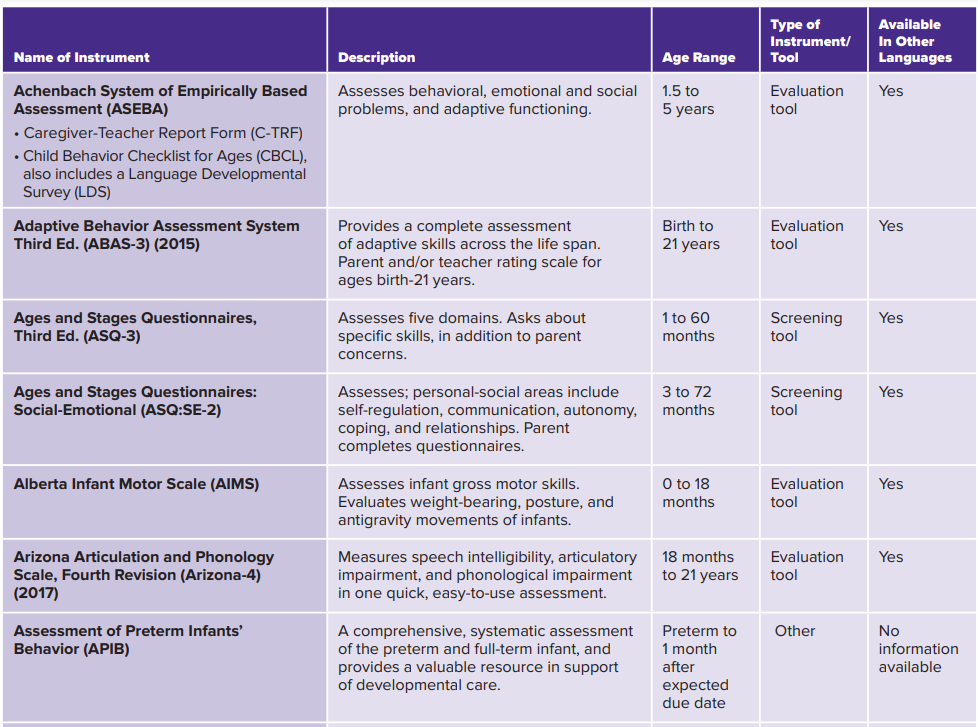 Name of Instrument
Description
Age Range
Type of
Instrument/
Tool
Available
In Other
Languages
Achenbach System of Empirically Based
Assessment (ASEBA)
• Caregiver-Teacher Report Form (C-TRF)
• Child Behavior Checklist for Ages (CBCL),
also includes a Language Developmental
Survey (LDS)
Assesses behavioral, emotional and social
problems, and adaptive functioning.
1.5 to
5 years
Evaluation
tool
Yes
Adaptive Behavior Assessment System
Third Ed. (ABAS-3) (2015)
Provides a complete assessment
of adaptive skills across the life span.
Parent and/or teacher rating scale for
ages birth-21 years.
Birth to
21 years
Evaluation
tool
Yes
Ages and Stages Questionnaires,
Third Ed. (ASQ-3)
Assesses five domains. Asks about
specific skills, in addition to parent
concerns.
1 to 60
months
Screening
tool
Yes
Ages and Stages Questionnaires:
Social-Emotional (ASQ:SE-2)
Assesses; personal-social areas include
self-regulation, communication, autonomy,
coping, and relationships. Parent
completes questionnaires.
3 to 72
months
Screening
tool
Yes
Alberta Infant Motor Scale (AIMS)
Assesses infant gross motor skills.
Evaluates weight-bearing, posture, and
antigravity movements of infants.
0 to 18
months
Evaluation
tool
Yes
Arizona Articulation and Phonology
Scale, Fourth Revision (Arizona-4)
(2017)
Measures speech intelligibility, articulatory
impairment, and phonological impairment
in one quick, easy-to-use assessment.
18 months
to 21 years
Evaluation
tool
Yes
Assessment of Preterm Infants’
Behavior (APIB)
A comprehensive, systematic assessment
of the preterm and full-term infant, and
provides a valuable resource in support
of developmental care.
Preterm to
1 month
after
expected
due date
Other
No
information
available